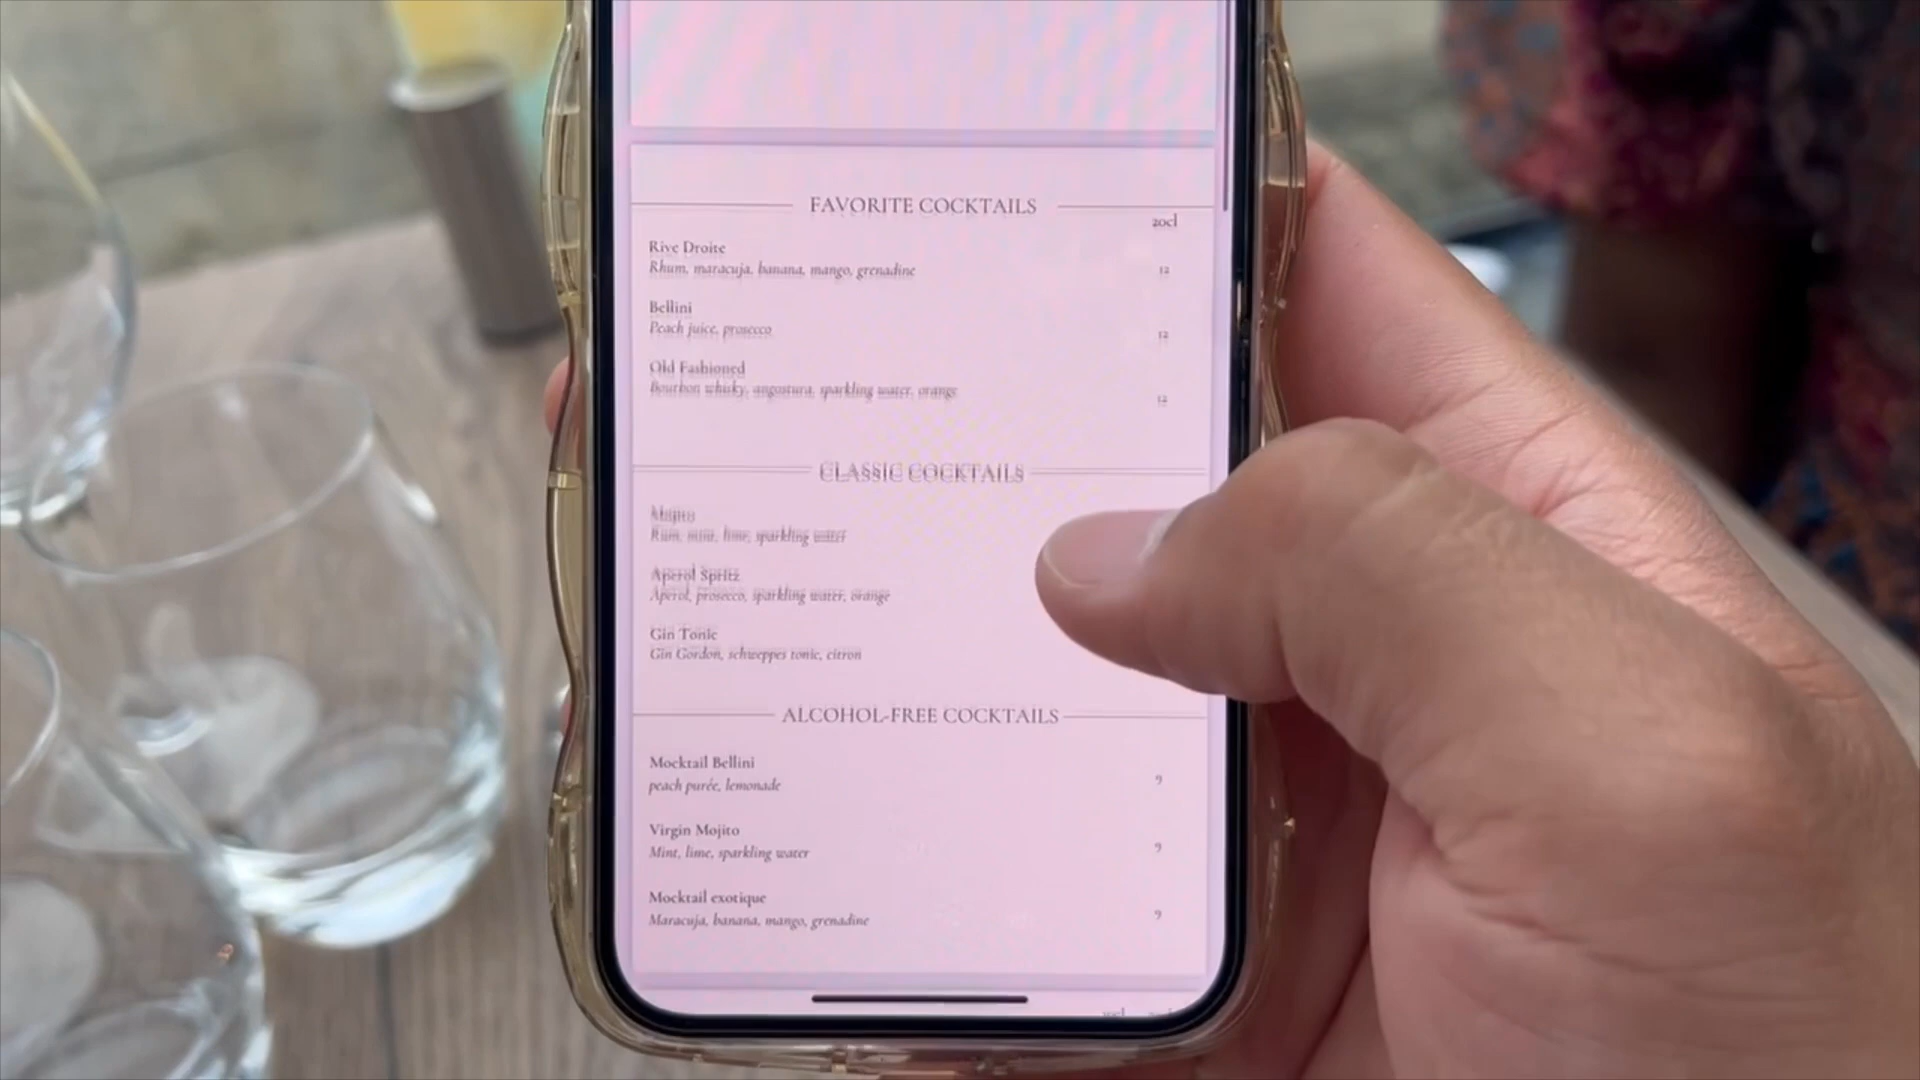 FAVORITE COCKTAILS
20cl
Rive Droite
Rhum, maracuja, banana, mango, grenadine
12
Bellini
Peach juice, prosecco
12
Old Fashioned
Bourbon whisky, angostura, sparkling water, orange
12
CLASSIC COCKTAILS
Mojito
Rum, mint, lime, sparkling water
Aperol Spritz
Aperol, prosecco, sparkling water, orange
Gin Tonic
Gin Gordon, schweppes tonic, citron
ALCOHOL-FREE COCKTAILS
Mocktail Bellini
peach purée, lemonade
9
Virgin Mojito
Mint, lime, sparkling water
9
Mocktail exotique
Maracuja, banana, mango, grenadine
9